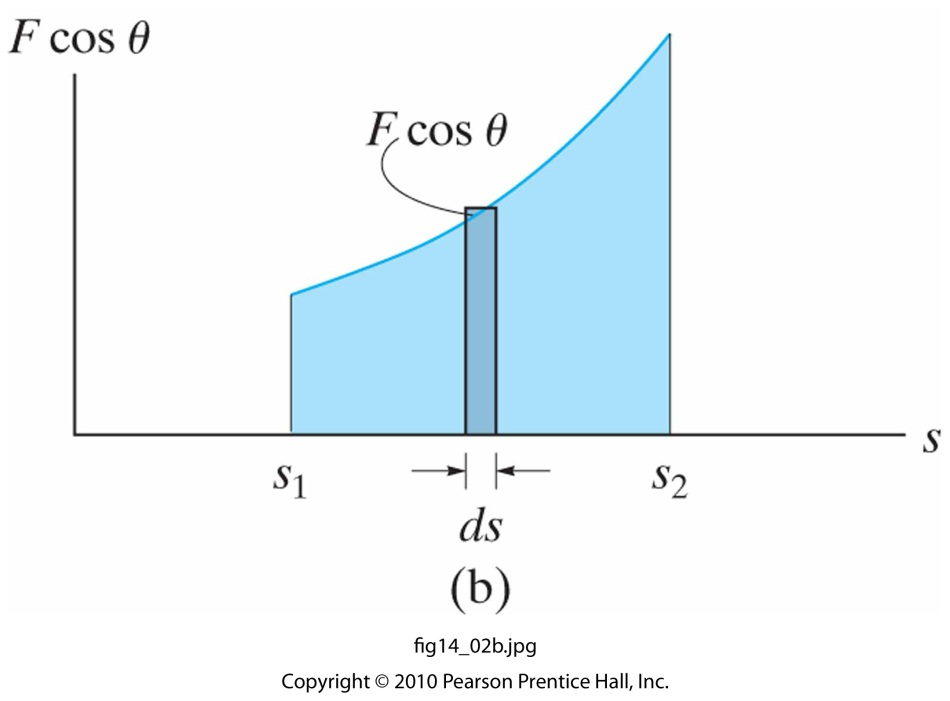 F cos θ
F cos θ
s
s₁
s₂
ds
(b)
fig14_02b.jpg
Copyright © 2010 Pearson Prentice Hall, Inc.